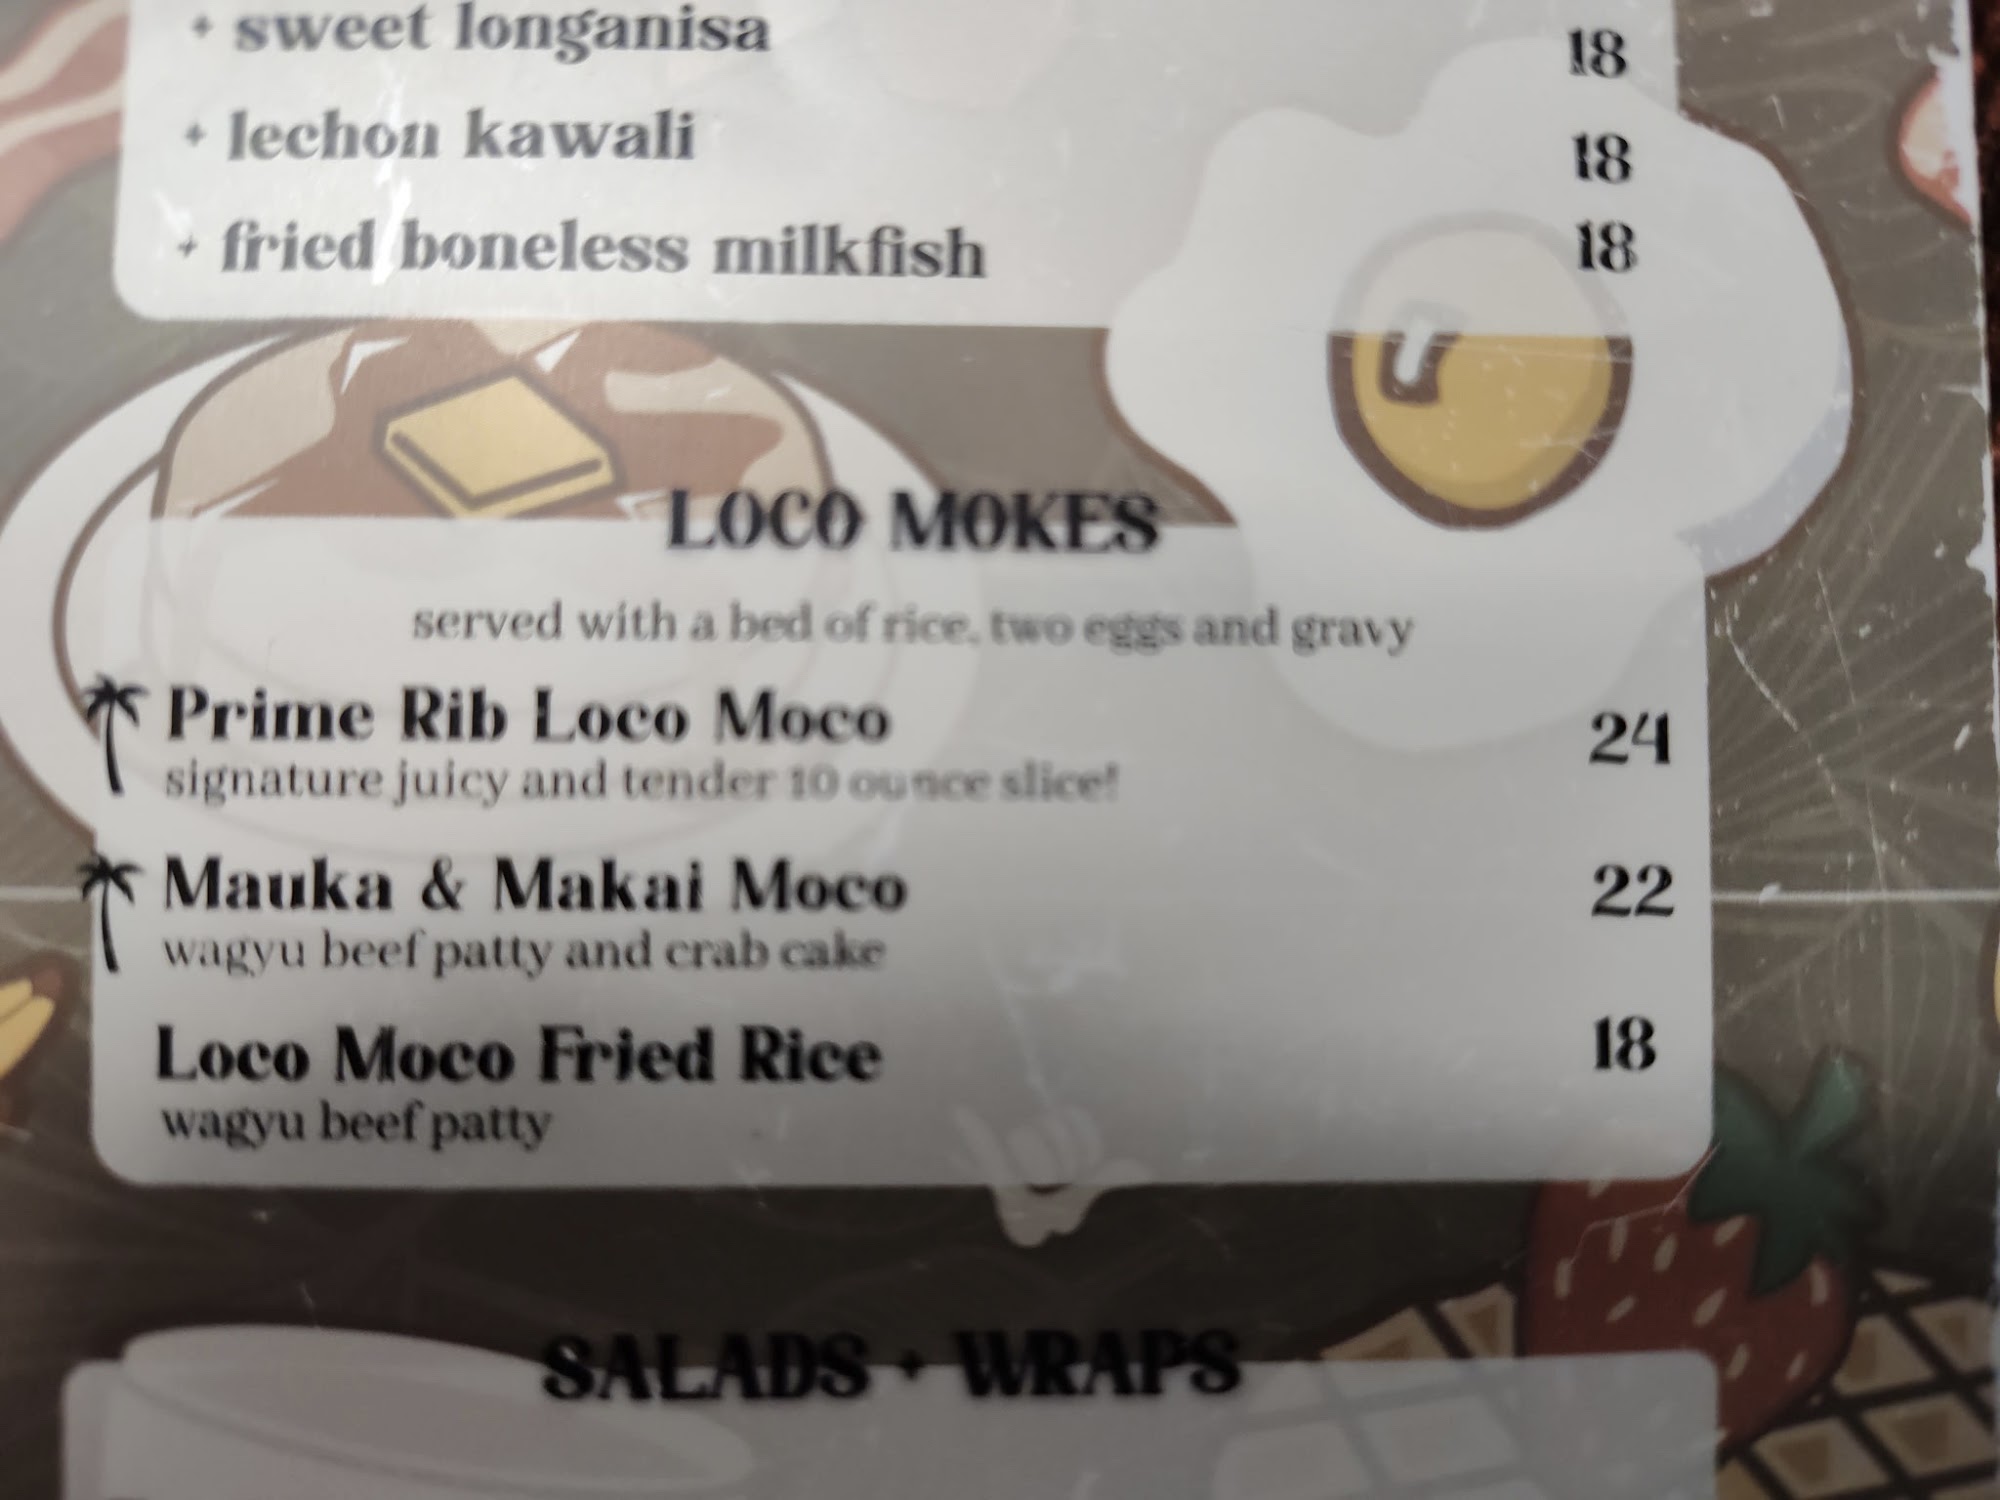 + sweet longanisa 18
+ lechon kawali 18
+ fried boneless milkfish 18
LOCO MOKES
served with a bed of rice, two eggs and gravy
Prime Rib Loco Moco 24
signature juicy and tender 10 ounce slice!
Mauka & Makai Moco 22
wagyu beef patty and crab cake
Loco Moco Fried Rice 18
wagyu beef patty
SALADS + WRAPS